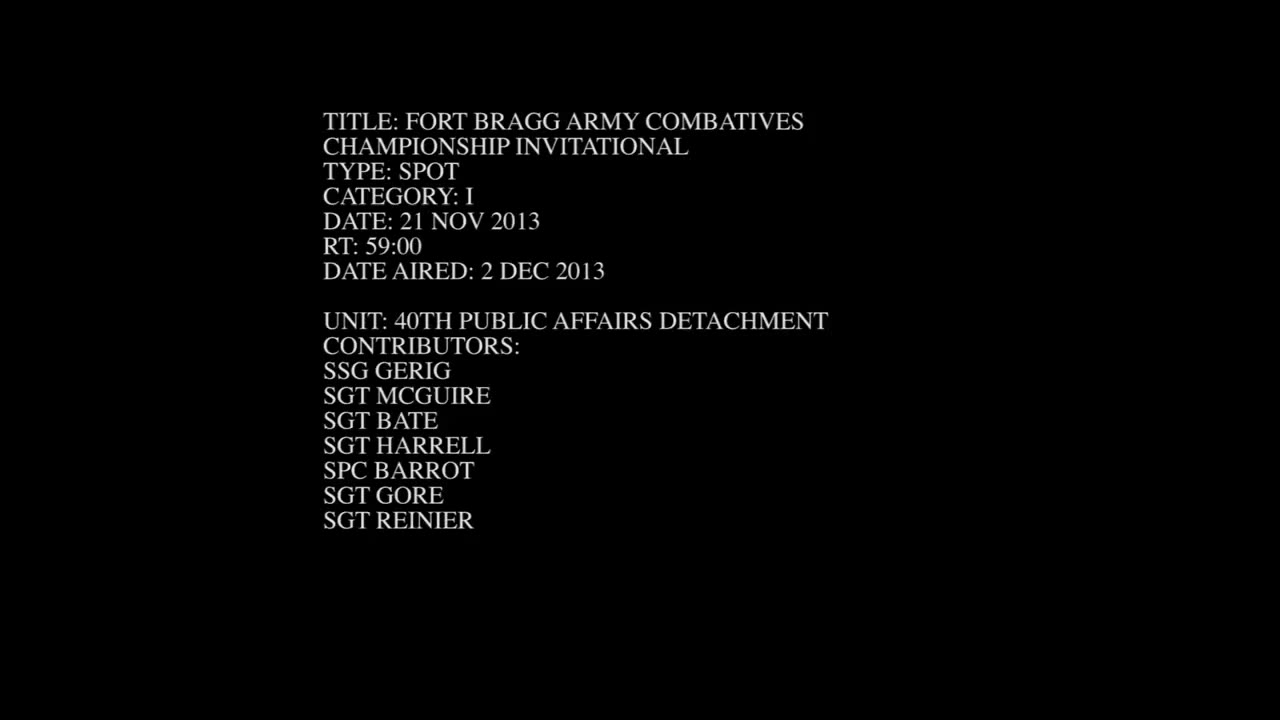 TITLE: FORT BRAGG ARMY COMBATIVES
CHAMPIONSHIP INVITATIONAL
TYPE: SPOT
CATEGORY: I
DATE: 21 NOV 2013
RT: 59:00
DATE AIRED: 2 DEC 2013
UNIT: 40TH PUBLIC AFFAIRS DETACHMENT
CONTRIBUTORS:
SSG GERIG
SGT MCGUIRE
SGT BATE
SGT HARRELL
SPC BARROT
SGT GORE
SGT REINIER